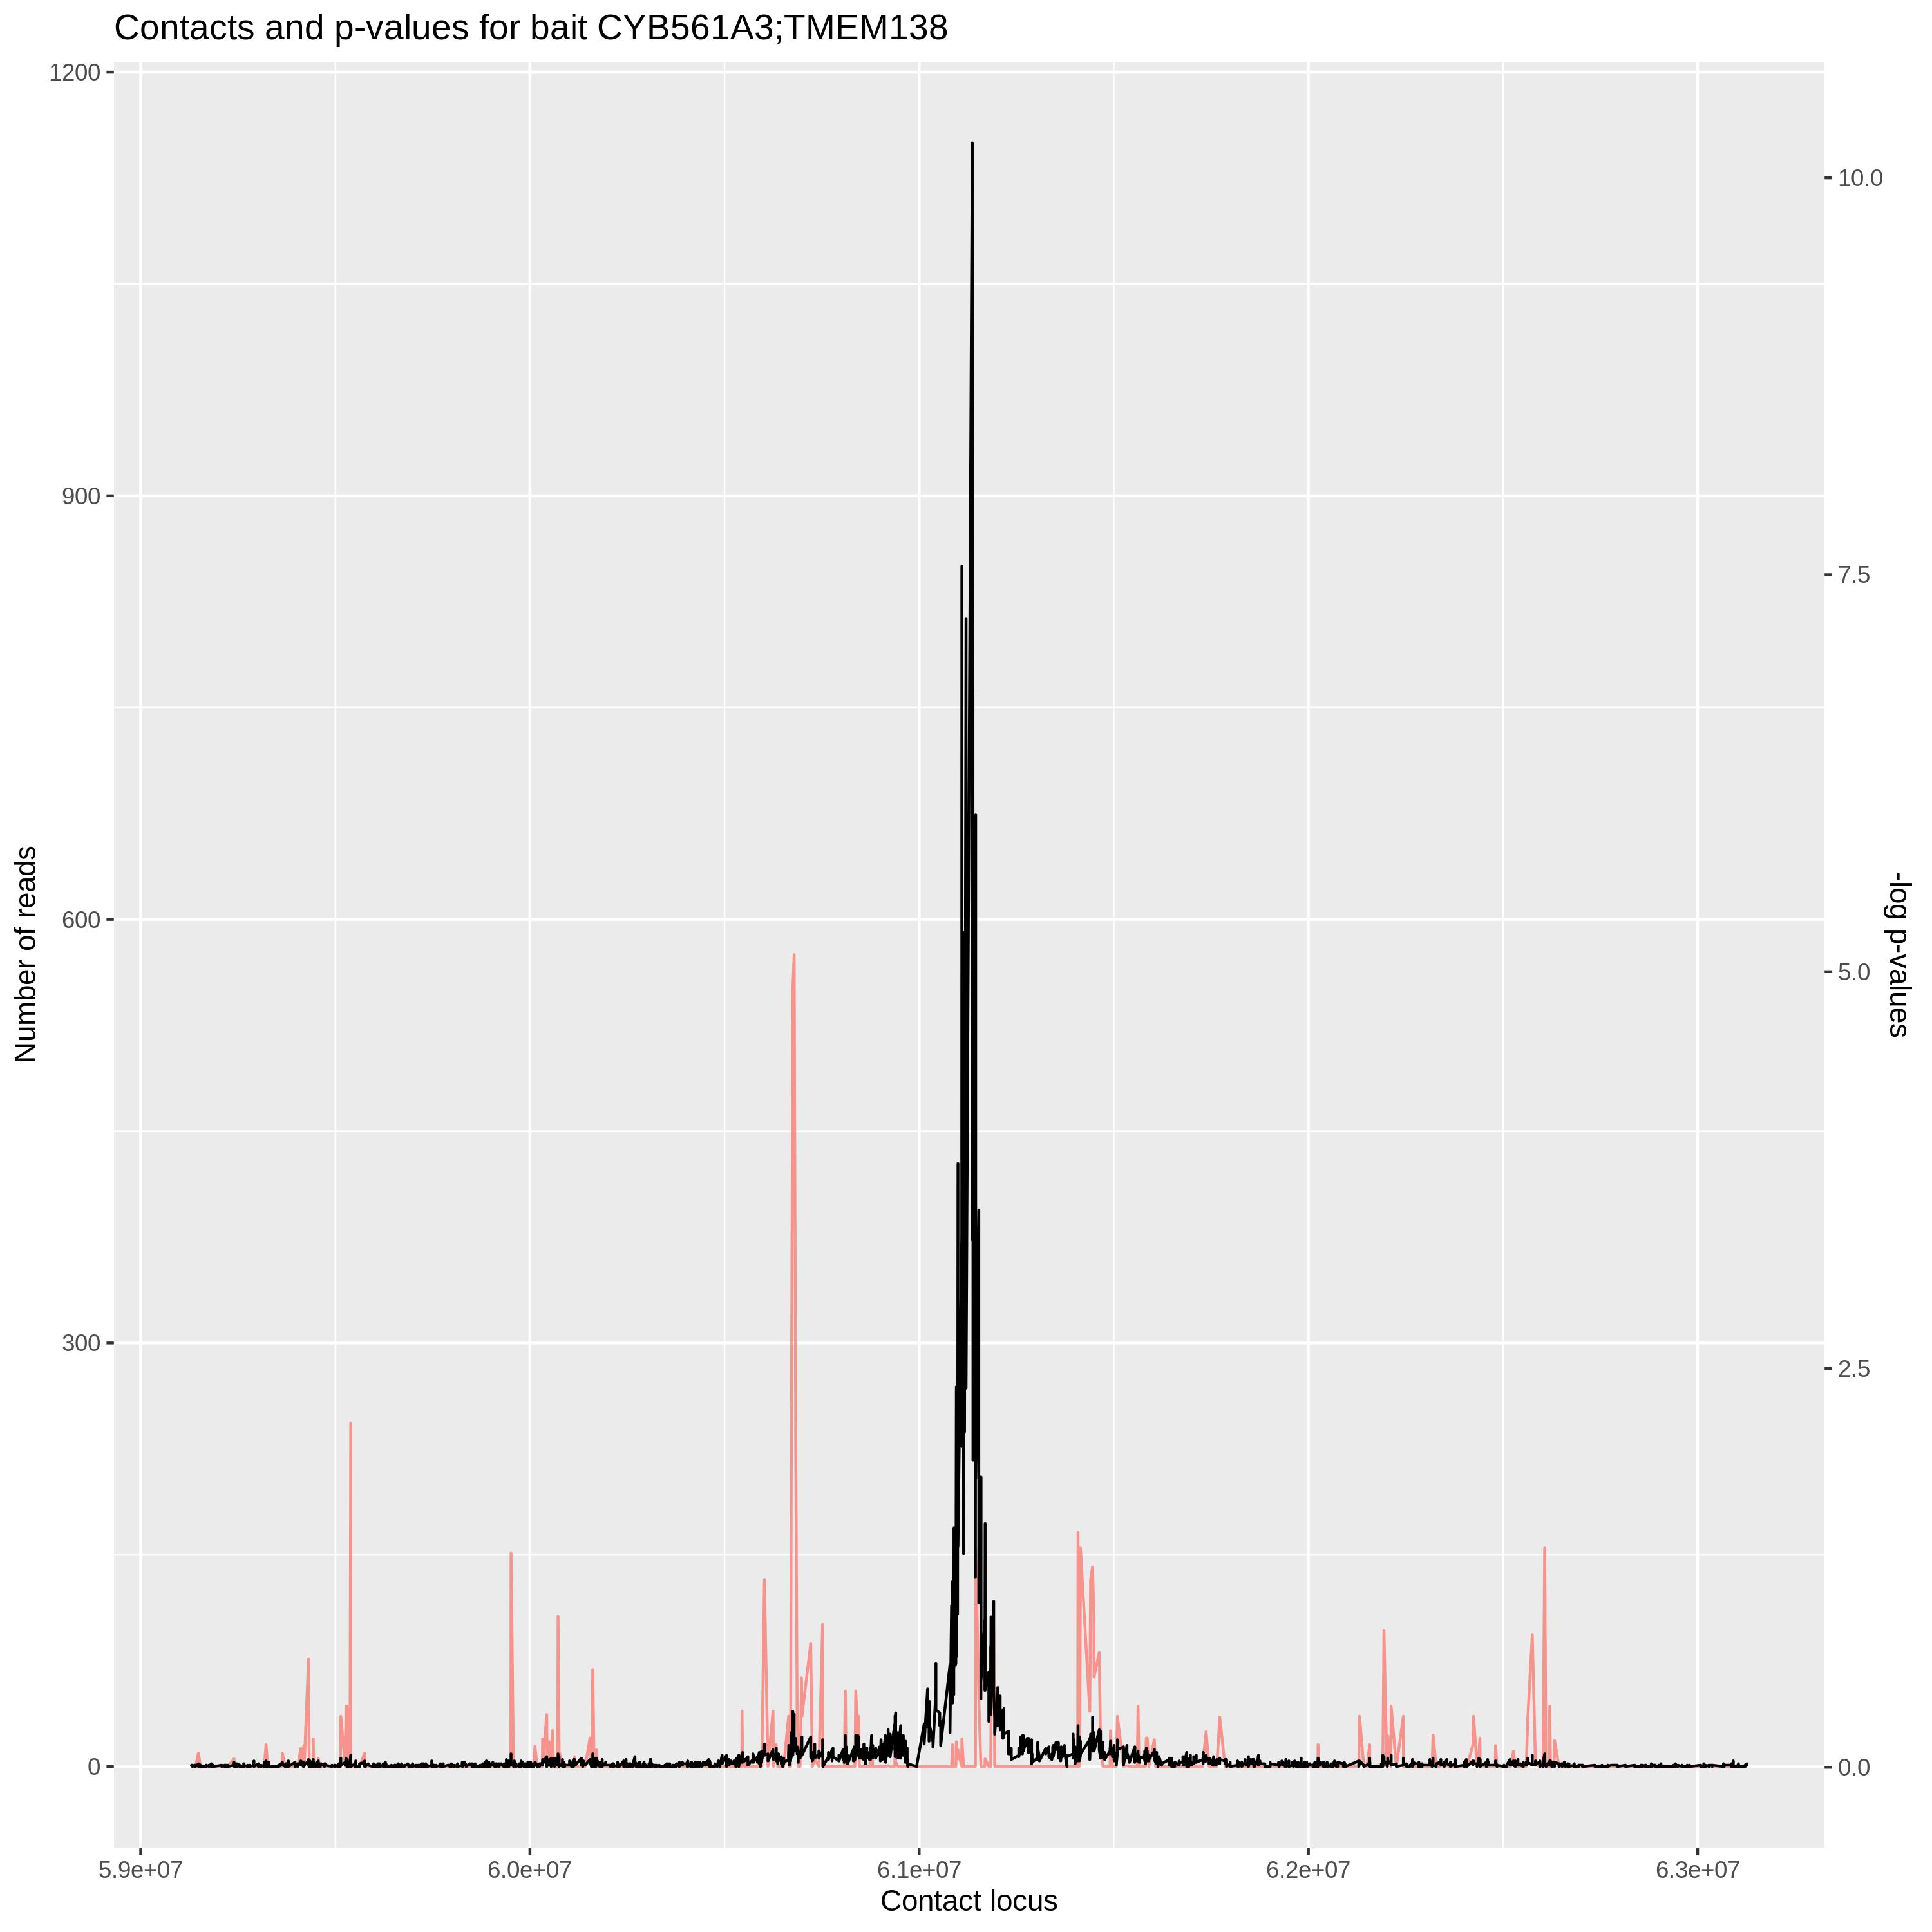 Contacts and p-values for bait CYB561A3;TMEM138
1200
900
600
300
0
Number of reads
10.0
7.5
5.0
2.5
0.0
-log p-values
5.9e+07
6.0e+07
6.1e+07
6.2e+07
6.3e+07
Contact locus